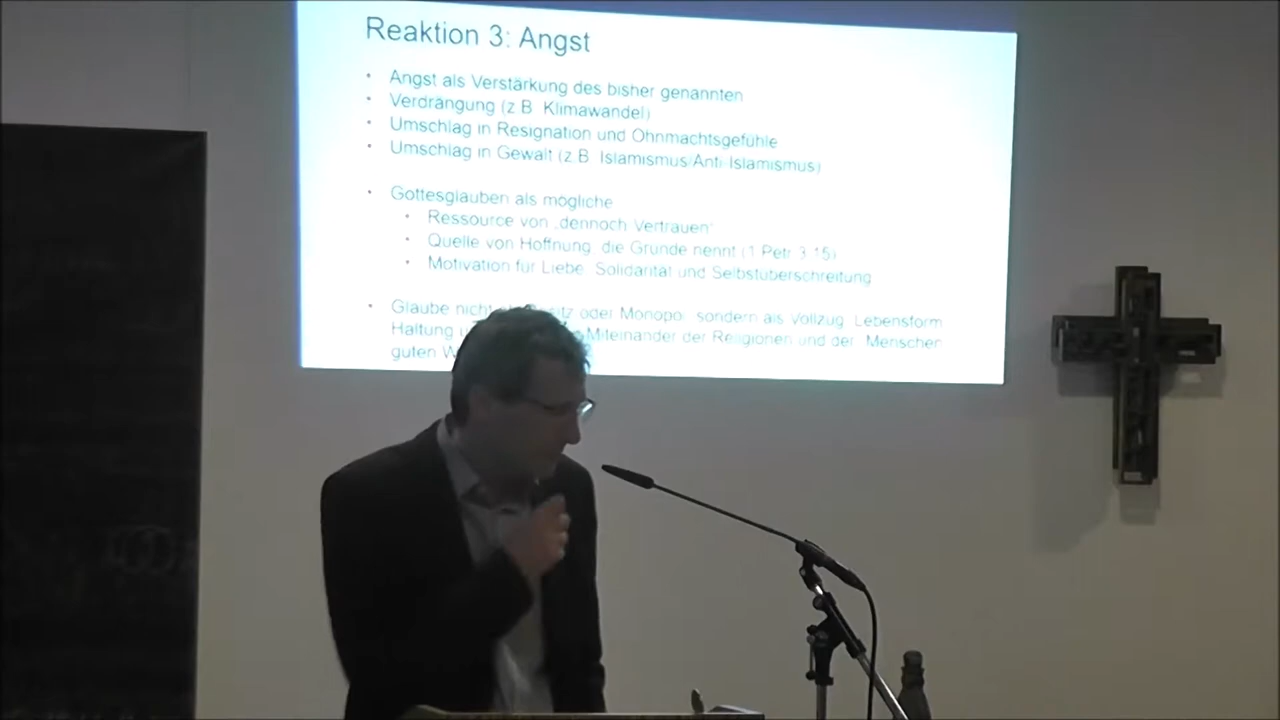 Reaktion 3: Angst
• Angst als Verstärkung des bisher genannten
• Verdrängung (z.B. Klimawandel)
• Umschlag in Resignation und Ohnmachtsgefühle
• Umschlag in Gewalt (z.B. Islamismus/Anti-Islamismus)
• Gottesglauben als mögliche
• Ressource von „dennoch Vertrauen“
• Quelle von Hoffnung, die Gründe nennt (1 Petr 3,15)
• Motivation für Liebe, Solidarität und Selbstüberschreitung
• Glaube nicht oder Monopol, sondern als Vollzug, Lebensform
Haltung Miteinander der Religionen und der Menschen
guten